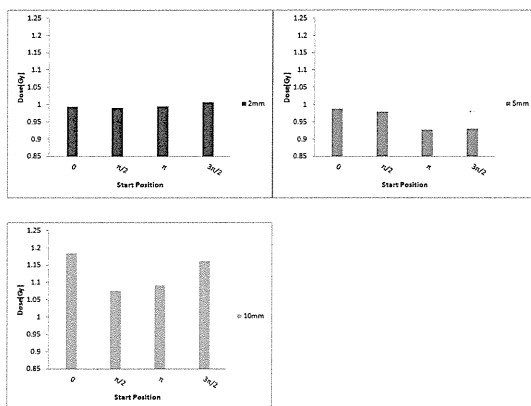 1.25
1.2
1.15
1.1
1.05
1
0.95
0.9
0.85
Dose[Gy]
0
π/2
π
3π/2
Start Position
2mm
1.25
1.2
1.15
1.1
1.05
1
0.95
0.9
0.85
Dose[Gy]
0
π/2
π
3π/2
Start Position
5mm
1.25
1.2
1.15
1.1
1.05
1
0.95
0.9
0.85
Dose[Gy]
0
π/2
π
3π/2
Start Position
10mm